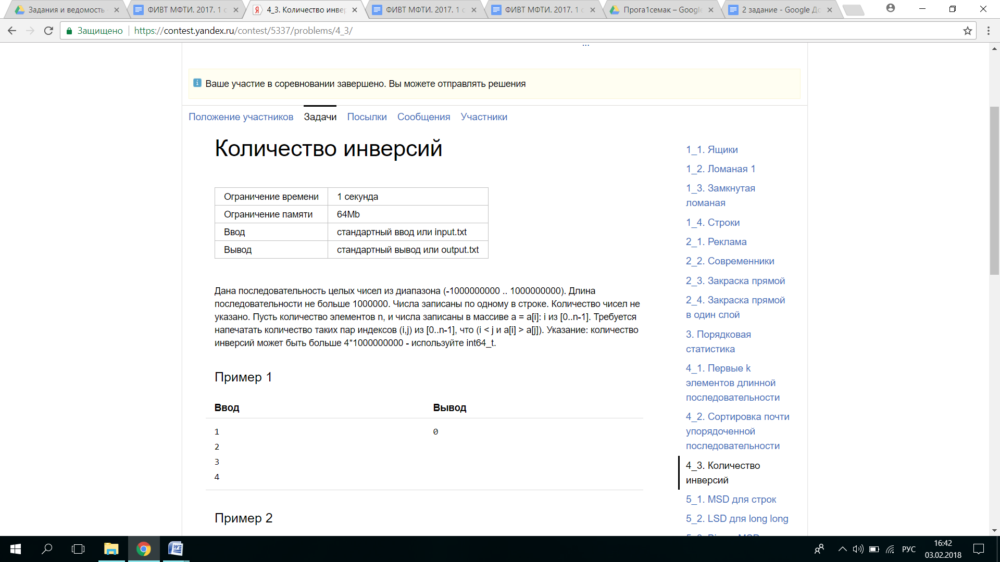 Задания и ведомость
ФИВТ МФТИ. 2017. 1 с
4_3. Количество инвер
ФИВТ МФТИ. 2017. 1 с
ФИВТ МФТИ. 2017. 1 с
Прога1семак – Google
2 задание - Google До
Защищено
https://contest.yandex.ru/contest/5337/problems/4_3/
...
Ваше участие в соревновании завершено. Вы можете отправлять решения
Положение участников Задачи Посылки Сообщения Участники
Количество инверсий
Ограничение времени 1 секунда
Ограничение памяти 64Mb
Ввод стандартный ввод или input.txt
Вывод стандартный вывод или output.txt
Дана последовательность целых чисел из диапазона (-1000000000 .. 1000000000). Длина
последовательности не больше 1000000. Числа записаны по одному в строке. Количество чисел не
указано. Пусть количество элементов n, и числа записаны в массиве a = a[i]: i из [0..n-1]. Требуется
напечатать количество таких пар индексов (i,j) из [0..n-1], что (i < j и a[i] > a[j]). Указание: количество
инверсий может быть больше 4*1000000000 - используйте int64_t.
Пример 1
Ввод Вывод
1 0
2
3
4
Пример 2
1_1. Ящики
1_2. Ломаная 1
1_3. Замкнутая
ломаная
1_4. Строки
2_1. Реклама
2_2. Современники
2_3. Закраска прямой
2_4. Закраска прямой
в один слой
3. Порядковая
статистика
4_1. Первые k
элементов длинной
последовательности
4_2. Сортировка почти
упорядоченной
последовательности
4_3. Количество
инверсий
5_1. MSD для строк
5_2. LSD для long long
РУС
16:42
03.02.2018